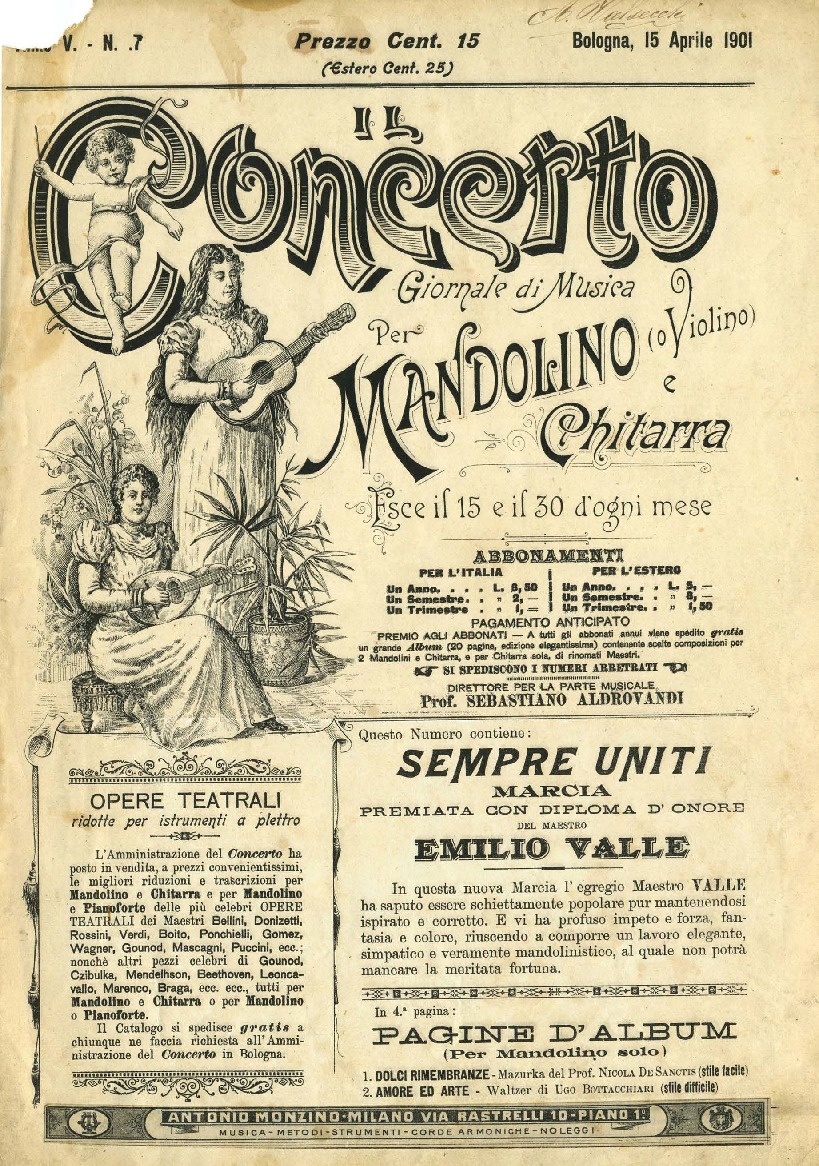 V. - N. 7
Prezzo Cent. 15
(Estero Cent. 25)
Bologna, 15 Aprile 1901
IL
Concerto
Giornale di Musica
Per
MANDOLINO (o Violino)
e
Chitarra
Esce il 15 e il 30 d'ogni mese
ABBONAMENTI
PER L'ITALIA
Un Anno. . . . L. 3,50
Un Semestre. . " 2, —
Un Trimestre . " 1, =
PER L'ESTERO
Un Anno. . . . L. 5, —
Un Semestre. . " 3, —
Un Trimestre. . " 1,50
PAGAMENTO ANTICIPATO
PREMIO AGLI ABBONATI — A tutti gli abbonati annui viene spedito gratis
un grande Album (20 pagine, edizione elegantissima) contenente scelte composizioni per
2 Mandolini e Chitarra, e per Chitarra sola, di rinomati Maestri.
SI SPEDISCONO I NUMERI ARRETRATI
DIRETTORE PER LA PARTE MUSICALE
Prof. SEBASTIANO ALDROVANDI
OPERE TEATRALI
ridotte per istrumenti a plettro
L'Amministrazione del Concerto ha
posto in vendita, a prezzi convenientissimi,
le migliori riduzioni e trascrizioni per
Mandolino e Chitarra e per Mandolino
e Pianoforte delle più celebri OPERE
TEATRALI dei Maestri Bellini, Donizetti,
Rossini, Verdi, Boito, Ponchielli, Gomez,
Wagner, Gounod, Mascagni, Puccini, ecc.;
nonchè altri pezzi celebri di Gounod,
Czibulka, Mendelhson, Beethoven, Leonca-
vallo, Marenco, Braga, ecc. ecc., tutti per
Mandolino e Chitarra o per Mandolino
o Pianoforte.
Il Catalogo si spedisce gratis a
chiunque ne faccia richiesta all'Ammi-
nistrazione del Concerto in Bologna.
Questo Numero contiene:
SEMPRE UNITI
MARCIA
PREMIATA CON DIPLOMA D'ONORE
DEL MAESTRO
EMILIO VALLE
In questa nuova Marcia l'egregio Maestro VALLE
ha saputo essere schiettamente popolare pur mantenendosi
ispirato e corretto. E vi ha profuso impeto e forza, fan-
tasia e colore, riuscendo a comporre un lavoro elegante,
simpatico e veramente mandolinistico, al quale non potrà
mancare la meritata fortuna.
In 4.ª pagina:
PAGINE D'ALBUM
(Per Mandolino solo)
1. DOLCI RIMEMBRANZE - Mazurka del Prof. NICOLA DE SANCTIS (stile facile)
2. AMORE ED ARTE - Waltzer di UGO BOTTACCHIARI (stile difficile)
ANTONIO MONZINO-MILANO VIA RASTRELLI 10-PIANO 1º
MUSICA-METODI-STRUMENTI-CORDE ARMONICHE-NOLEGGI